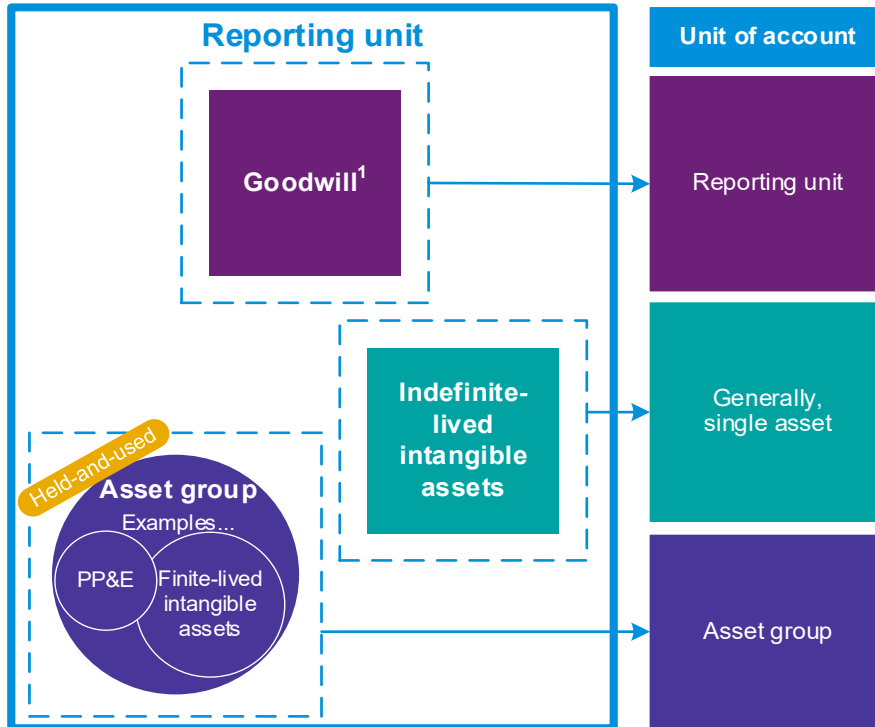 Reporting unit
Unit of account
Goodwill1
Reporting unit
Indefinite-
lived
intangible
assets
Generally,
single asset
Held-and-used
Asset group
Examples...
PP&E
Finite-lived
intangible
assets
Asset group